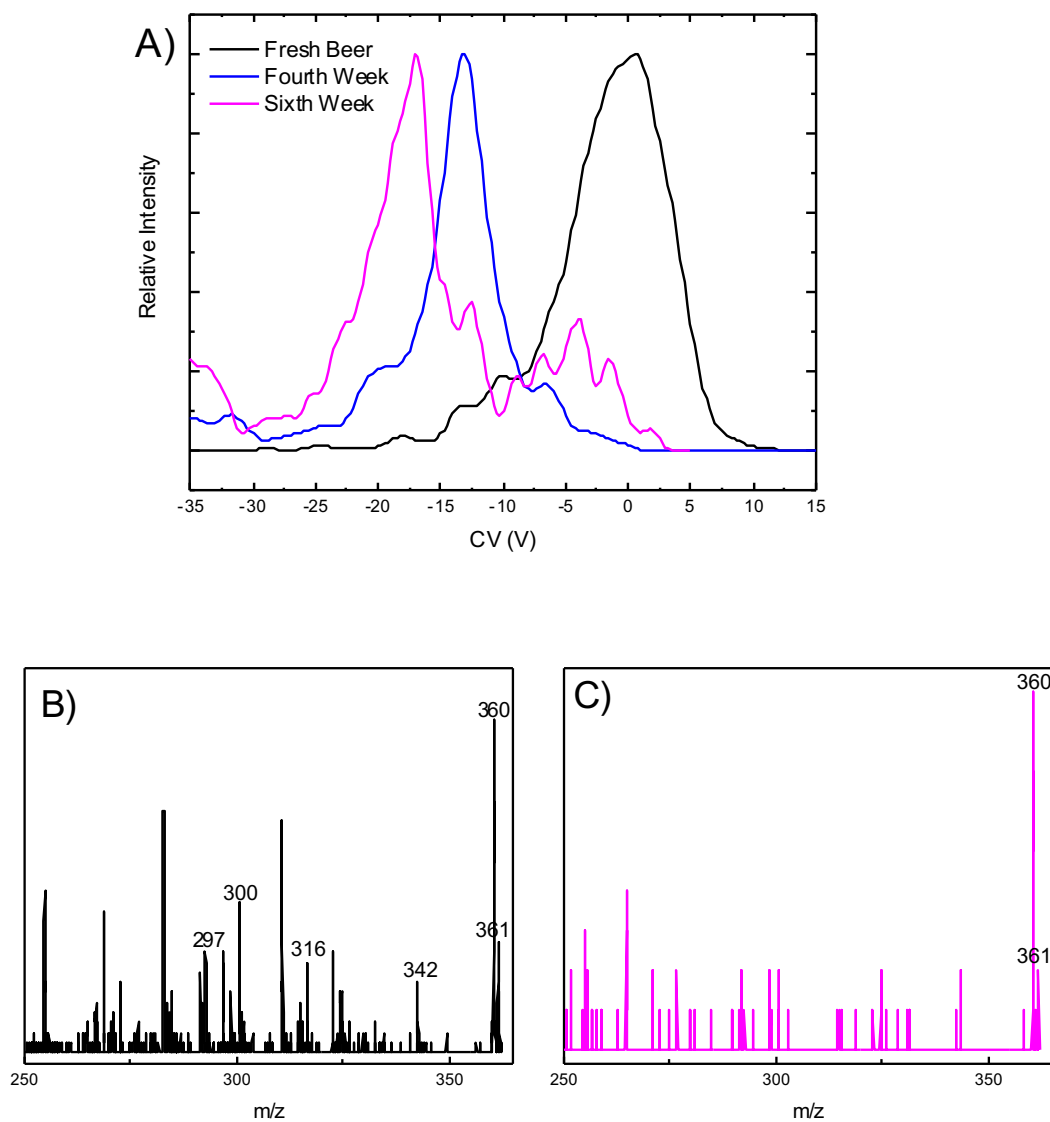 A)
Fresh Beer
Fourth Week
Sixth Week
Relative Intensity
-35 -30 -25 -20 -15 -10 -5 0 5 10 15
CV (V)
B)
360
300
297
361
316
342
250 300 350
m/z
C)
360
361
250 300 350
m/z